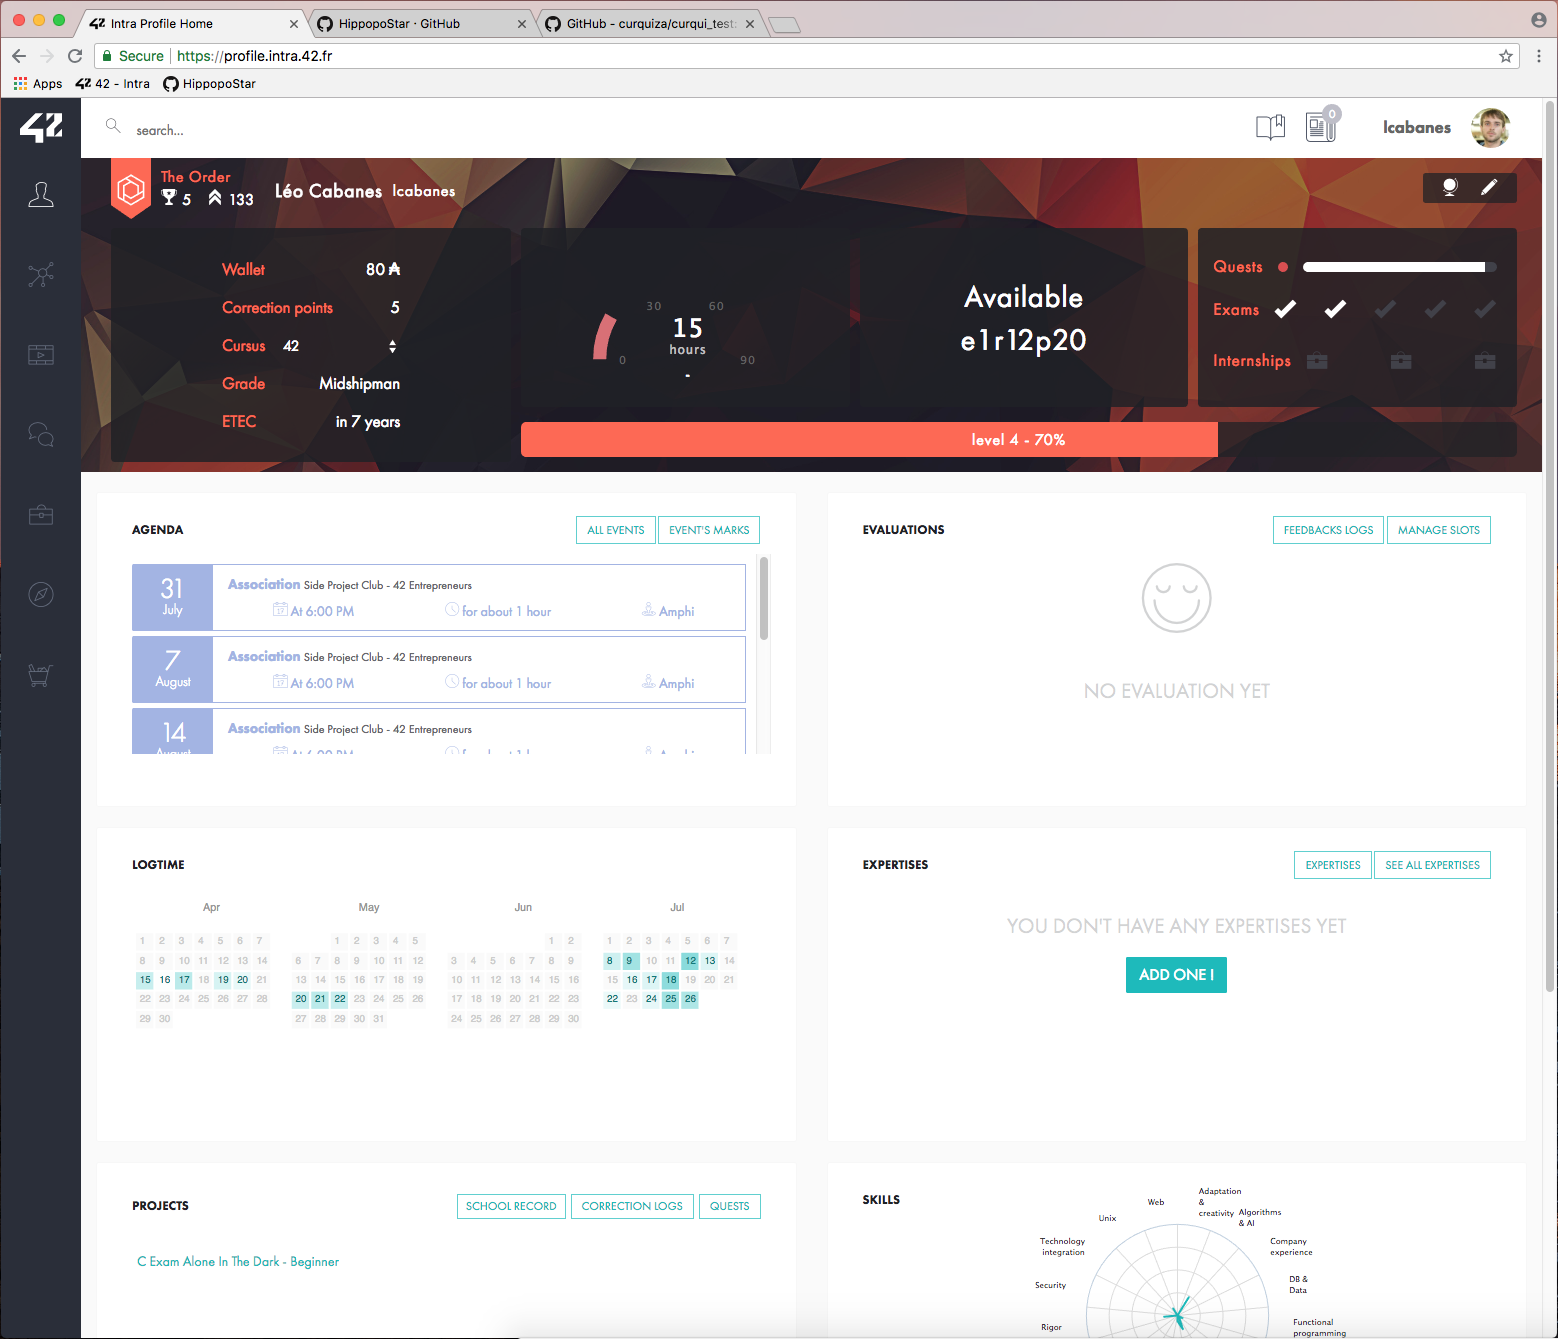 Intra Profile Home
HippopoStar · GitHub
GitHub - curquiza/curqui_test:
Secure https://profile.intra.42.fr
Apps
42 - Intra
HippopoStar
42
search...
0
lcabanes
The Order
5 133
Léo Cabanes lcabanes
Wallet 80 ₳
Correction points 5
Cursus 42
Grade Midshipman
ETEC in 7 years
30 60
15
hours
0 90
-
Available
e1r12p20
Quests
Exams
Internships
level 4 - 70%
AGENDA
ALL EVENTS
EVENT'S MARKS
31
July
Association Side Project Club - 42 Entrepreneurs
At 6:00 PM for about 1 hour Amphi
7
August
Association Side Project Club - 42 Entrepreneurs
At 6:00 PM for about 1 hour Amphi
14
August
Association Side Project Club - 42 Entrepreneurs
At 6:00 PM for about 1 hour Amphi
EVALUATIONS
FEEDBACKS LOGS
MANAGE SLOTS
NO EVALUATION YET
LOGTIME
Apr
1 2 3 4 5 6 7
8 9 10 11 12 13 14
15 16 17 18 19 20 21
22 23 24 25 26 27 28
29 30
May
1 2 3 4 5
6 7 8 9 10 11 12
13 14 15 16 17 18 19
20 21 22 23 24 25 26
27 28 29 30 31
Jun
1 2
3 4 5 6 7 8 9
10 11 12 13 14 15 16
17 18 19 20 21 22 23
24 25 26 27 28 29 30
Jul
1 2 3 4 5 6 7
8 9 10 11 12 13 14
15 16 17 18 19 20 21
22 23 24 25 26
EXPERTISES
EXPERTISES
SEE ALL EXPERTISES
YOU DON'T HAVE ANY EXPERTISES YET
ADD ONE !
PROJECTS
SCHOOL RECORD
CORRECTION LOGS
QUESTS
C Exam Alone In The Dark - Beginner
SKILLS
Adaptation
&
creativity
Web
Algorithms
& AI
Unix
Company
experience
Technology
integration
DB &
Data
Security
Functional
programming
Rigor